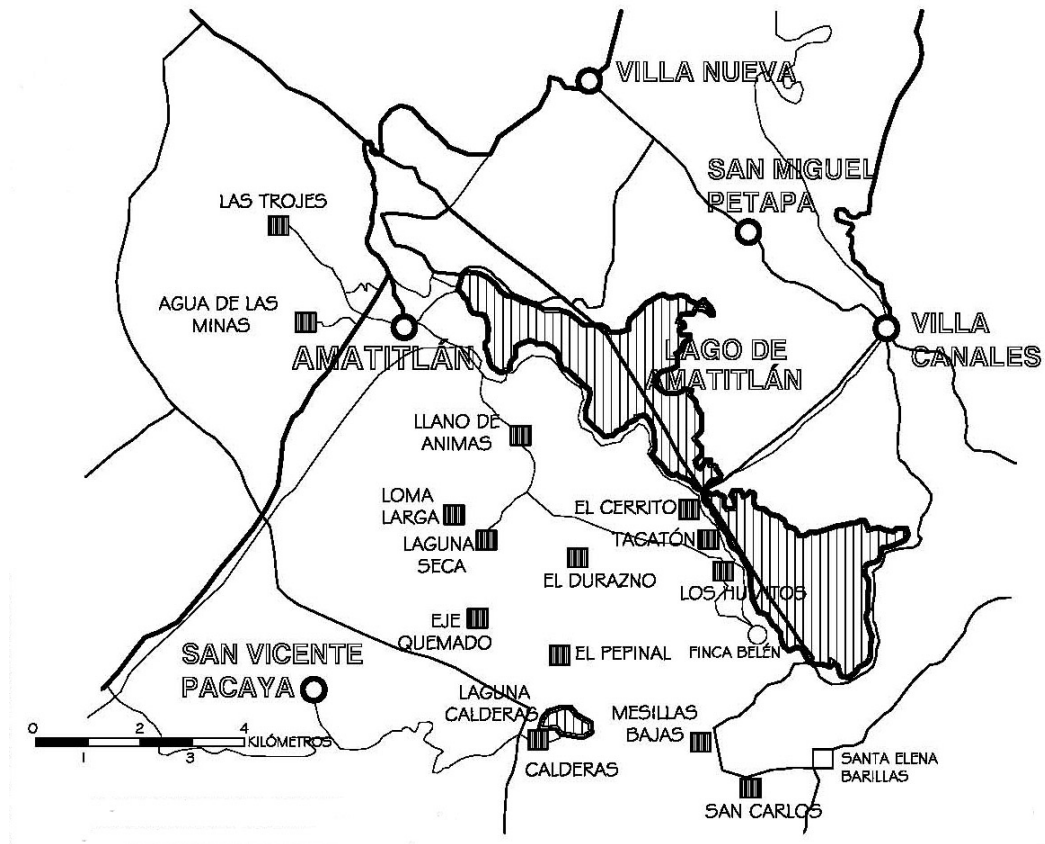 VILLA NUEVA
SAN MIGUEL
PETAPA
LAS TROJES
AGUA DE LAS
MINAS
AMATITLÁN
LAGO DE
AMATITLÁN
VILLA
CANALES
LLANO DE
ANIMAS
LOMA
LARGA
EL CERRITO
LAGUNA
SECA
TACATÓN
EL DURAZNO
LOS HUMITOS
EJE
QUEMADO
SAN VICENTE
PACAYA
EL PEPINAL
FINCA BELÉN
LAGUNA
CALDERAS
MESILLAS
BAJAS
0 2 4
KILÓMETROS
1 3
CALDERAS
SANTA ELENA
BARILLAS
SAN CARLOS